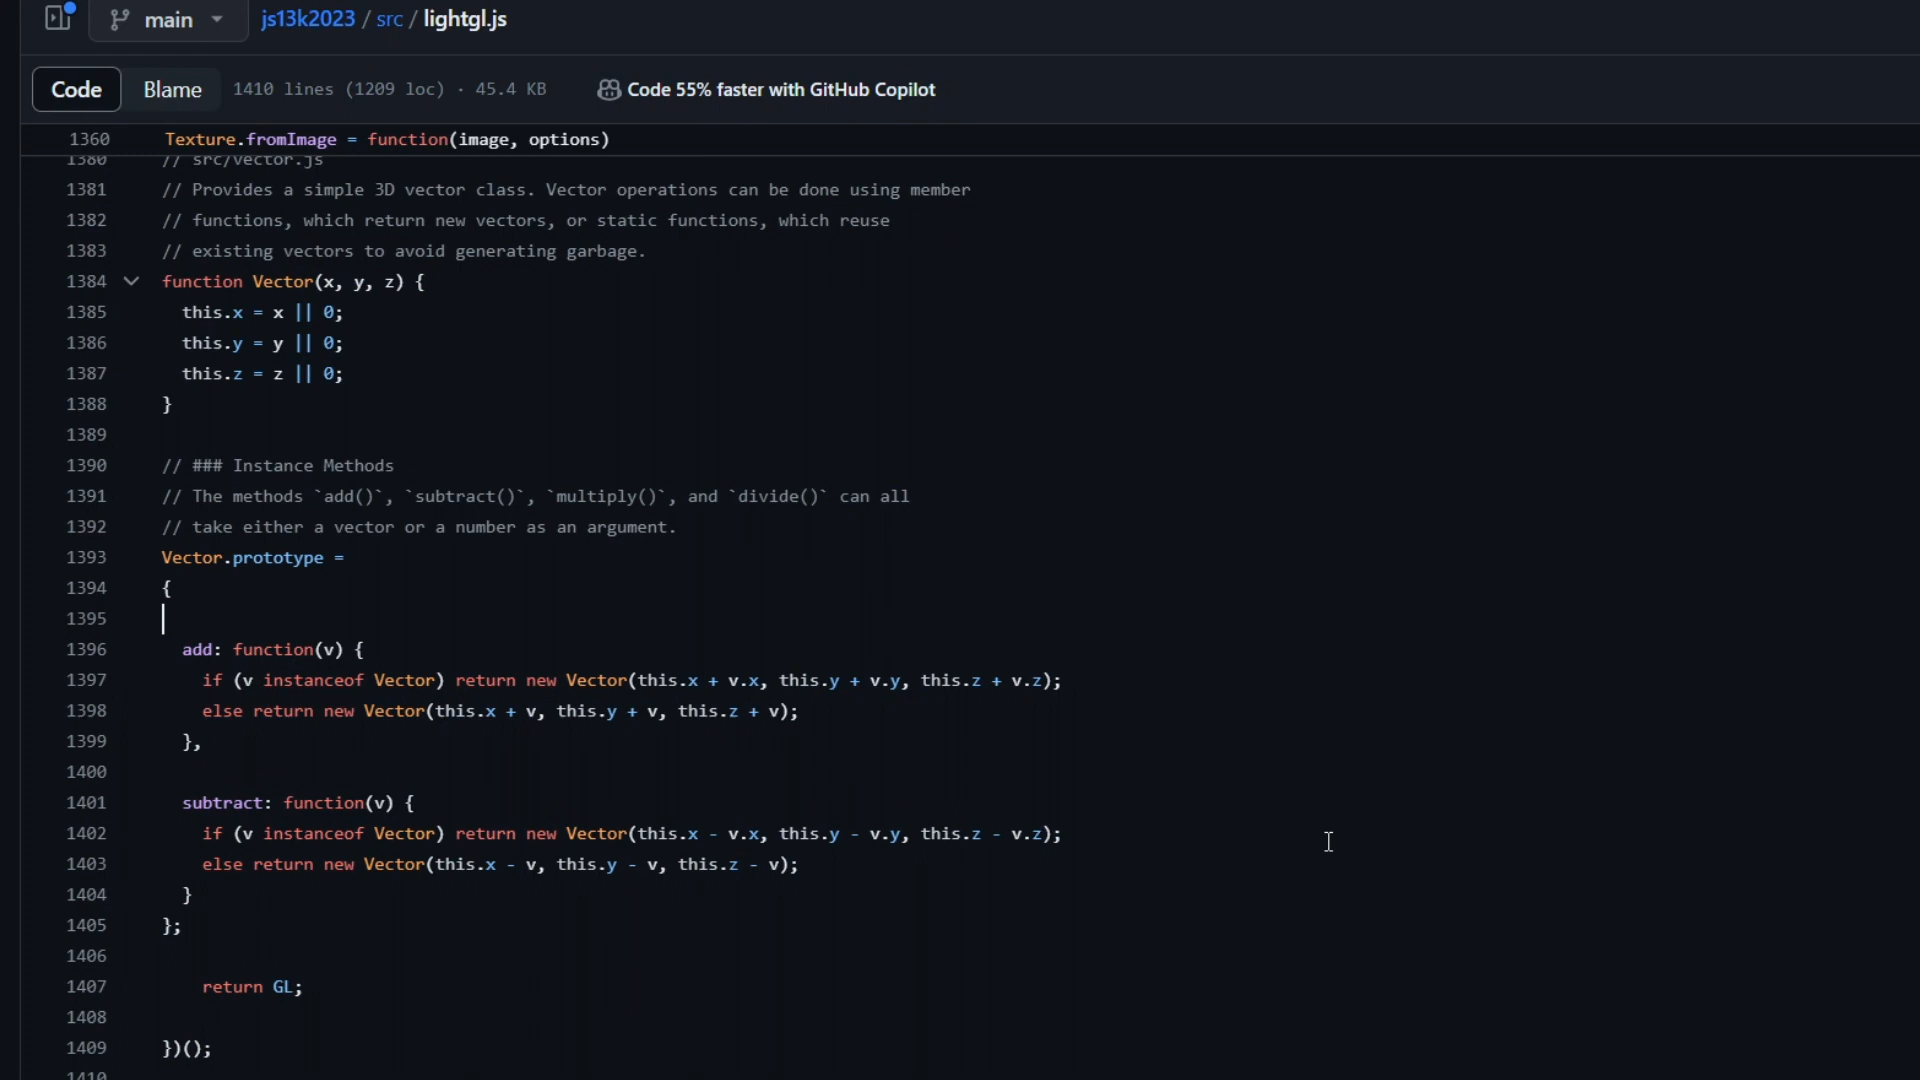 main
js13k2023 / src / lightgl.js
Code Blame 1410 lines (1209 loc) · 45.4 KB Code 55% faster with GitHub Copilot
1360 Texture.fromImage = function(image, options)
1380 // src/vector.js
1381 // Provides a simple 3D vector class. Vector operations can be done using member
1382 // functions, which return new vectors, or static functions, which reuse
1383 // existing vectors to avoid generating garbage.
1384 function Vector(x, y, z) {
1385 this.x = x || 0;
1386 this.y = y || 0;
1387 this.z = z || 0;
1388 }
1389
1390 // ### Instance Methods
1391 // The methods `add()`, `subtract()`, `multiply()`, and `divide()` can all
1392 // take either a vector or a number as an argument.
1393 Vector.prototype =
1394 {
1395
1396 add: function(v) {
1397 if (v instanceof Vector) return new Vector(this.x + v.x, this.y + v.y, this.z + v.z);
1398 else return new Vector(this.x + v, this.y + v, this.z + v);
1399 },
1400
1401 subtract: function(v) {
1402 if (v instanceof Vector) return new Vector(this.x - v.x, this.y - v.y, this.z - v.z);
1403 else return new Vector(this.x - v, this.y - v, this.z - v);
1404 }
1405 };
1406
1407 return GL;
1408
1409 })();
1410